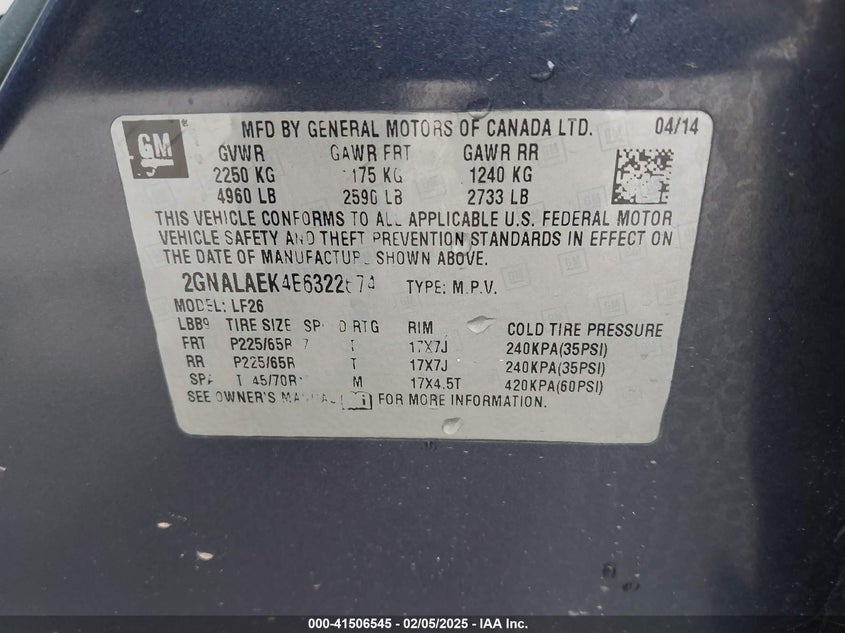 GM ®
MFD BY GENERAL MOTORS OF CANADA LTD. 04/14
GVWR GAWR FRT GAWR RR
2250 KG KG 1240 KG
4960 LB 2590 LB 2733 LB
THIS VEHICLE CONFORMS TO ALL APPLICABLE U.S. FEDERAL MOTOR
VEHICLE SAFETY AND THEFT PREVENTION STANDARDS IN EFFECT ON
THE DATE OF MANUFACTURE SHOWN ABOVE.
TYPE: M.P.V.
MODEL: LF26
LBB9 TIRE SIZE RTG RIM COLD TIRE PRESSURE
FRT 17X7J 240KPA(35PSI)
RR P225/65R T 17X7J 240KPA(35PSI)
M 17X4.5T 420KPA(60PSI)
SEE OWNER'S MANUAL FOR MORE INFORMATION.
000-41506545 - 02/05/2025 - IAA Inc.